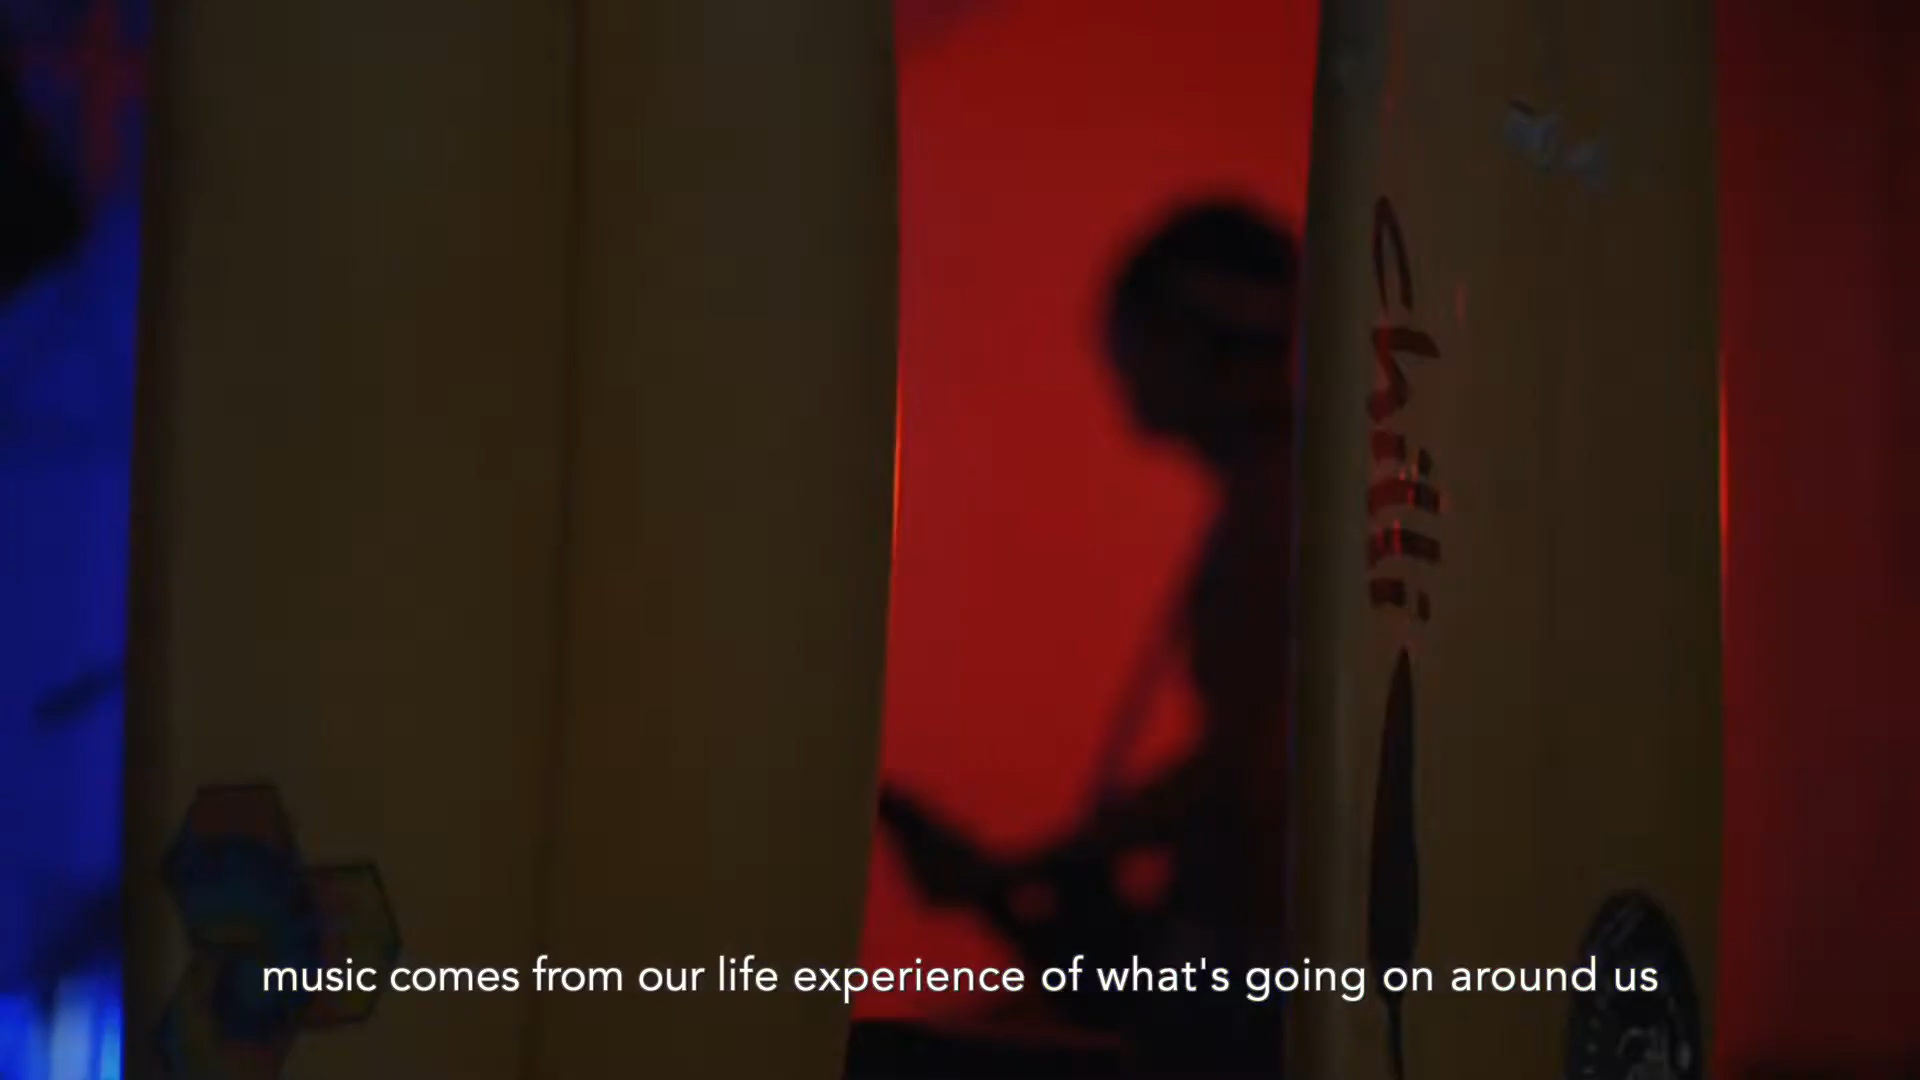 chilli
music comes from our life experience of what's going on around us